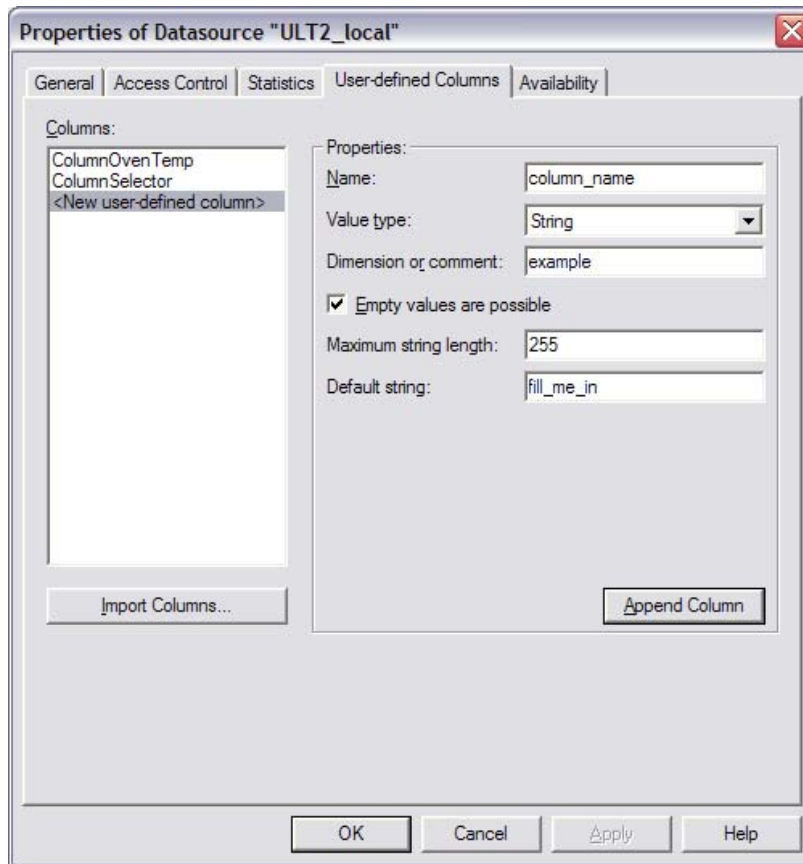 Properties of Datasource "ULT2_local"
General Access Control Statistics User-defined Columns Availability
Columns:
ColumnOvenTemp
ColumnSelector
<New user-defined column>
Import Columns...
Properties:
Name: column_name
Value type: String
Dimension or comment: example
Empty values are possible
Maximum string length: 255
Default string: fill_me_in
Append Column
OK Cancel Apply Help